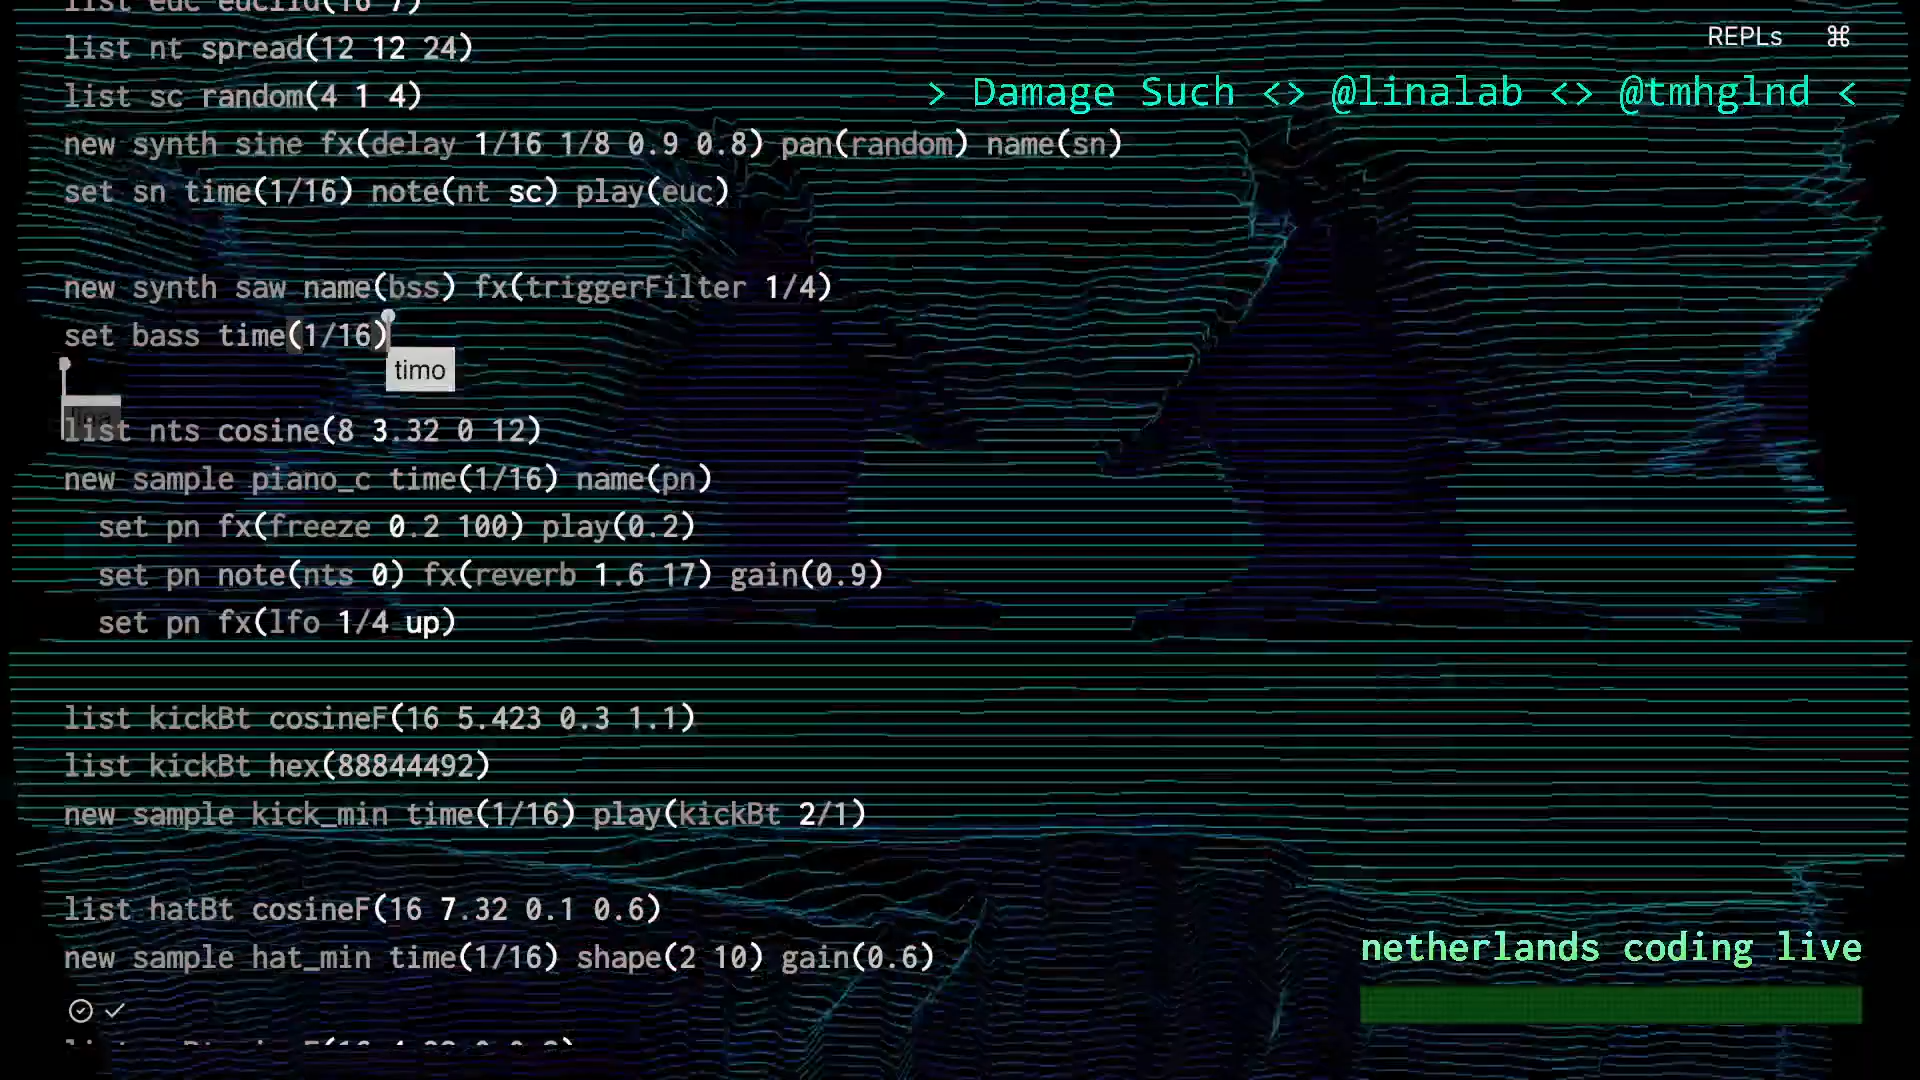 list euc euclid(16 7)
list nt spread(12 12 24)
list sc random(4 1 4)
new synth sine fx(delay 1/16 1/8 0.9 0.8) pan(random) name(sn)
set sn time(1/16) note(nt sc) play(euc)
new synth saw name(bss) fx(triggerFilter 1/4)
set bass time(1/16)
timo
list nts cosine(8 3.32 0 12)
new sample piano_c time(1/16) name(pn)
set pn fx(freeze 0.2 100) play(0.2)
set pn note(nts 0) fx(reverb 1.6 17) gain(0.9)
set pn fx(lfo 1/4 up)
list kickBt cosineF(16 5.423 0.3 1.1)
list kickBt hex(88844492)
new sample kick_min time(1/16) play(kickBt 2/1)
list hatBt cosineF(16 7.32 0.1 0.6)
new sample hat_min time(1/16) shape(2 10) gain(0.6)
REPLs ⌘
> Damage Such <> @linalab <> @tmhglnd <
netherlands coding live